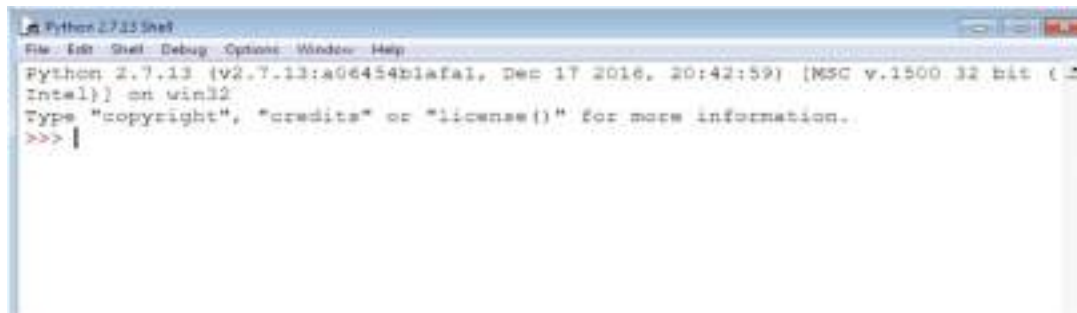 Python 2.7.13 Shell
File Edit Shell Debug Options Window Help
Python 2.7.13 (v2.7.13:a06454b1afa1, Dec 17 2016, 20:42:59) [MSC v.1500 32 bit (
Intel)] on win32
Type "copyright", "credits" or "license()" for more information.
>>>